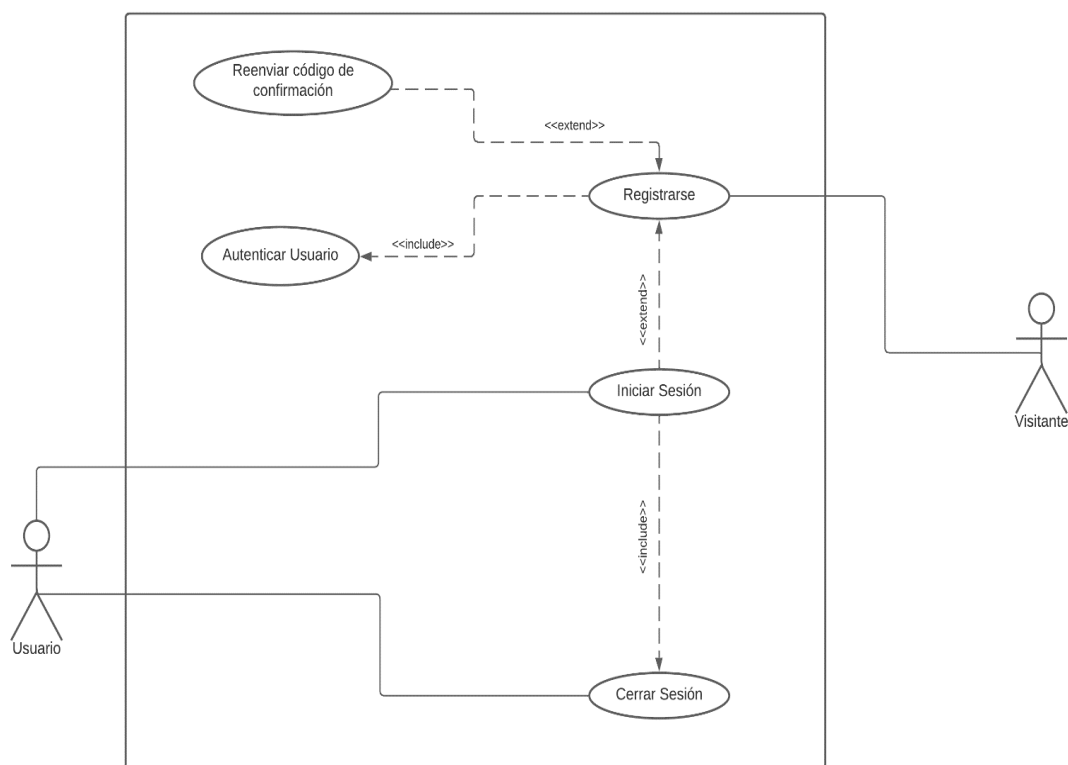 Reenviar código de
confirmación
<<extend>>
Registrarse
<<include>>
Autenticar Usuario
<<extend>>
Iniciar Sesión
Visitante
<<include>>
Usuario
Cerrar Sesión